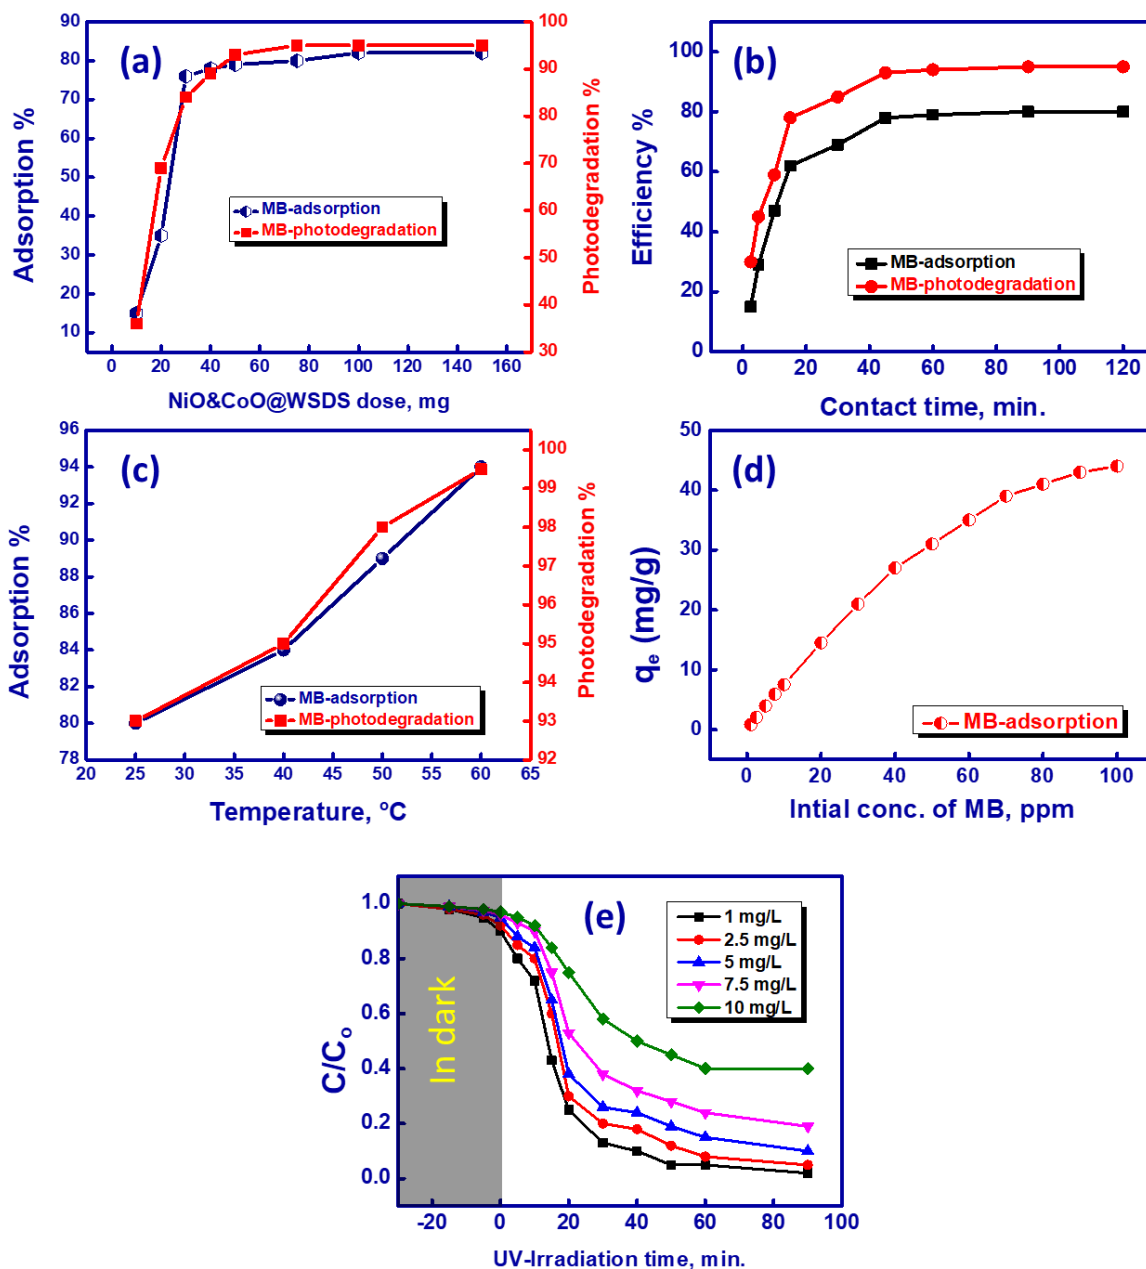 (a)
Adsorption %
90
80
70
60
50
40
30
20
10
Photodegradation %
100
90
80
70
60
50
40
30
MB-adsorption
MB-photodegradation
0 20 40 60 80 100 120 140 160
NiO&CoO@WSDS dose, mg
(b)
Efficiency %
100
80
60
40
20
0
MB-adsorption
MB-photodegradation
0 20 40 60 80 100 120
Contact time, min.
(c)
Adsorption %
96
94
92
90
88
86
84
82
80
78
Photodegradation %
100
99
98
97
96
95
94
93
92
MB-adsorption
MB-photodegradation
20 25 30 35 40 45 50 55 60 65
Temperature, °C
(d)
qe (mg/g)
50
40
30
20
10
0
MB-adsorption
0 20 40 60 80 100
Intial conc. of MB, ppm
(e)
C/Co
1.0
0.8
0.6
0.4
0.2
0.0
In dark
1 mg/L
2.5 mg/L
5 mg/L
7.5 mg/L
10 mg/L
-20 0 20 40 60 80 100
UV-Irradiation time, min.